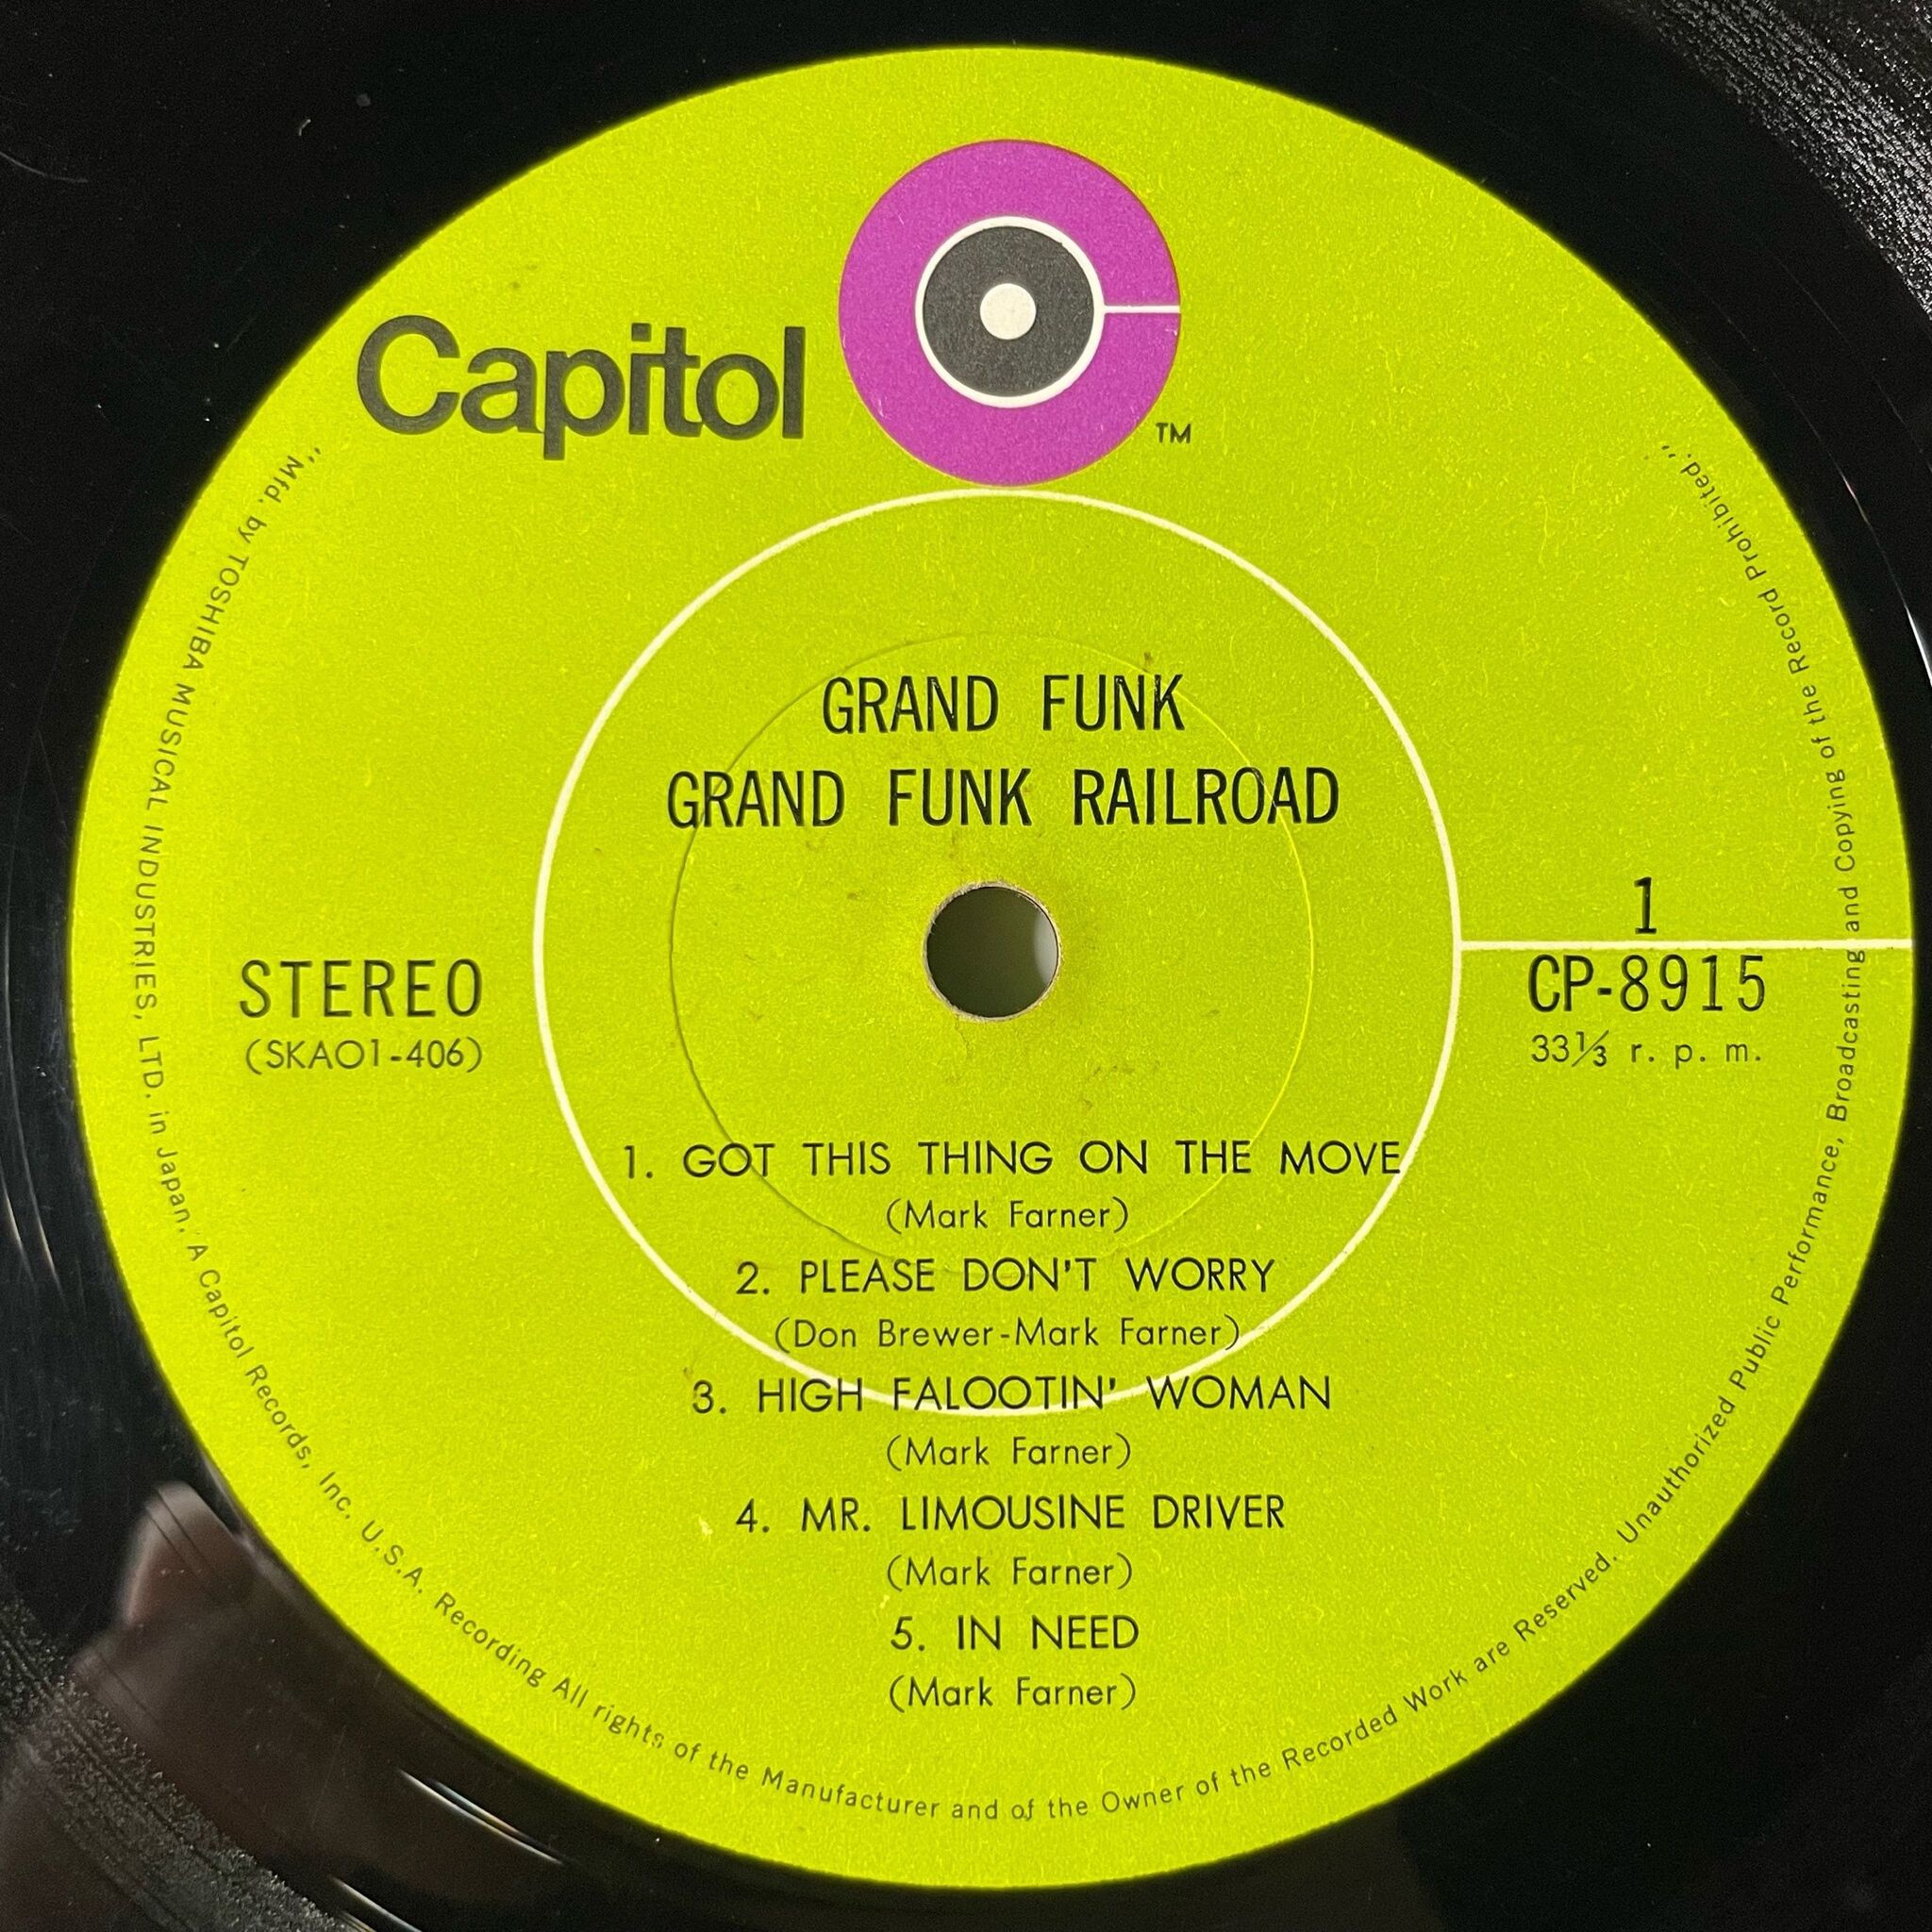 Capitol
TM
GRAND FUNK
GRAND FUNK RAILROAD
STEREO
(SKAO1-406)
1
CP-8915
33⅓ r. p. m.
1. GOT THIS THING ON THE MOVE
(Mark Farner)
2. PLEASE DON'T WORRY
(Don Brewer-Mark Farner)
3. HIGH FALOOTIN' WOMAN
(Mark Farner)
4. MR. LIMOUSINE DRIVER
(Mark Farner)
5. IN NEED
(Mark Farner)
"Mfd. by TOSHIBA MUSICAL INDUSTRIES, LTD. in Japan. A Capitol Records, Inc. U.S.A. Recording All rights of the Manufacturer and of the Owner of the Recorded Work are Reserved. Unauthorized Public Performance, Broadcasting and Copying of the Record Prohibited."